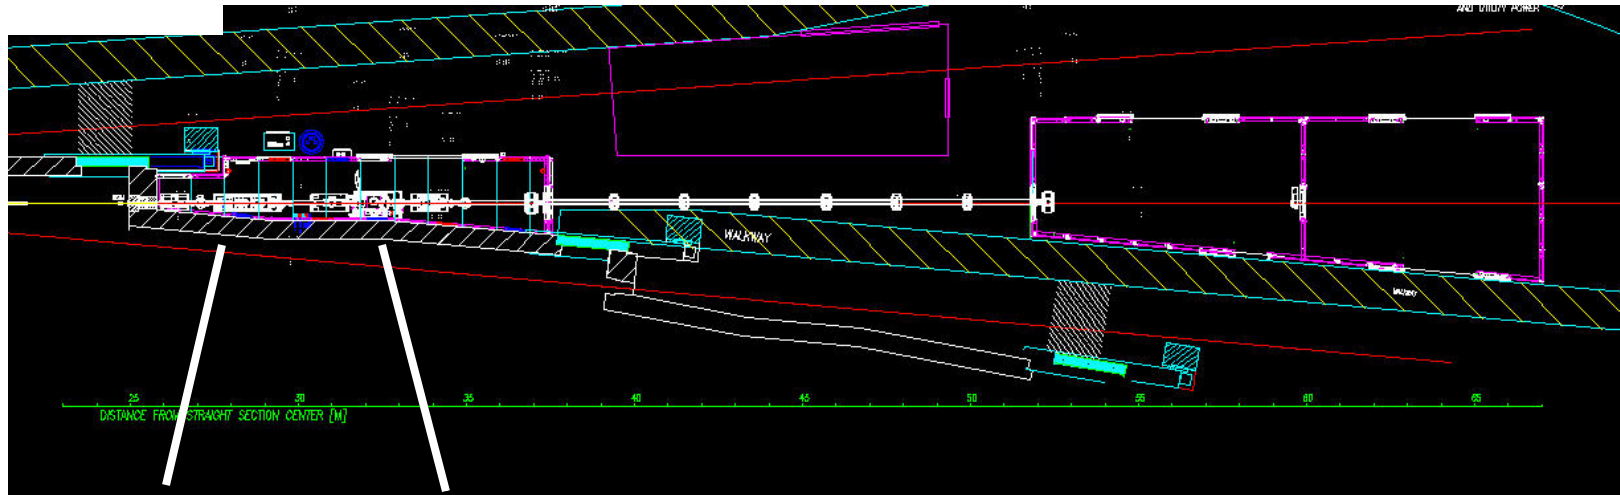 AND UTILITY POWER
WALKWAY
WALKWAY
25 30 35 40 45 50 55 60 65
DISTANCE FROM STRAIGHT SECTION CENTER [M]